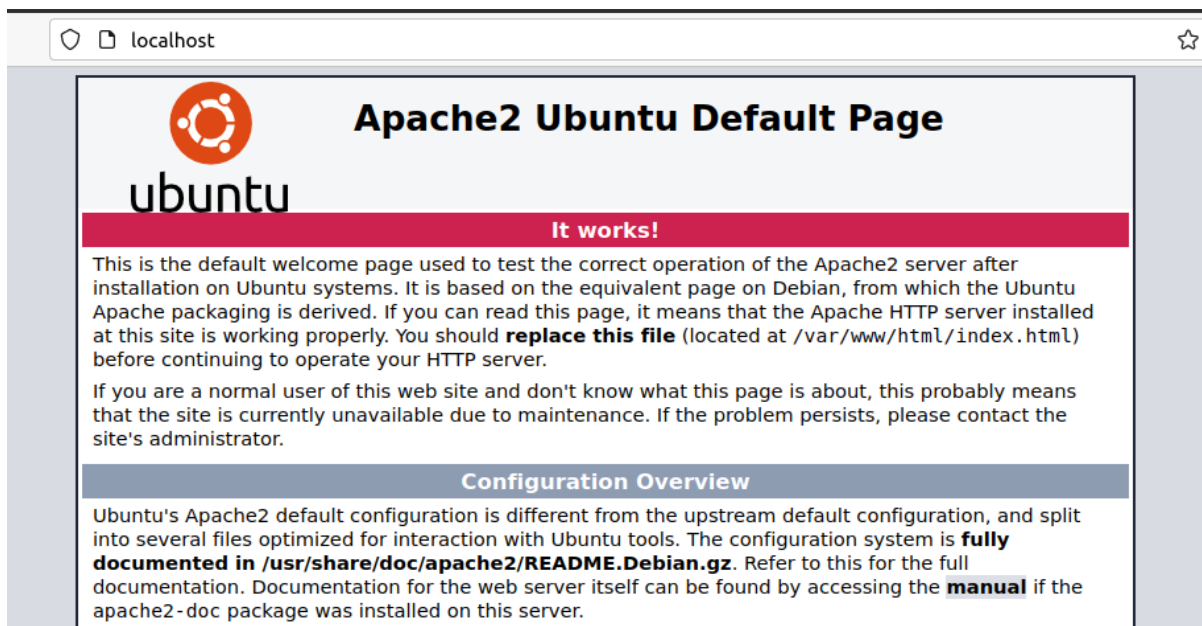 localhost
ubuntu
Apache2 Ubuntu Default Page
It works!
This is the default welcome page used to test the correct operation of the Apache2 server after
installation on Ubuntu systems. It is based on the equivalent page on Debian, from which the Ubuntu
Apache packaging is derived. If you can read this page, it means that the Apache HTTP server installed
at this site is working properly. You should replace this file (located at /var/www/html/index.html)
before continuing to operate your HTTP server.
If you are a normal user of this web site and don't know what this page is about, this probably means
that the site is currently unavailable due to maintenance. If the problem persists, please contact the
site's administrator.
Configuration Overview
Ubuntu's Apache2 default configuration is different from the upstream default configuration, and split
into several files optimized for interaction with Ubuntu tools. The configuration system is fully
documented in /usr/share/doc/apache2/README.Debian.gz. Refer to this for the full
documentation. Documentation for the web server itself can be found by accessing the manual if the
apache2-doc package was installed on this server.